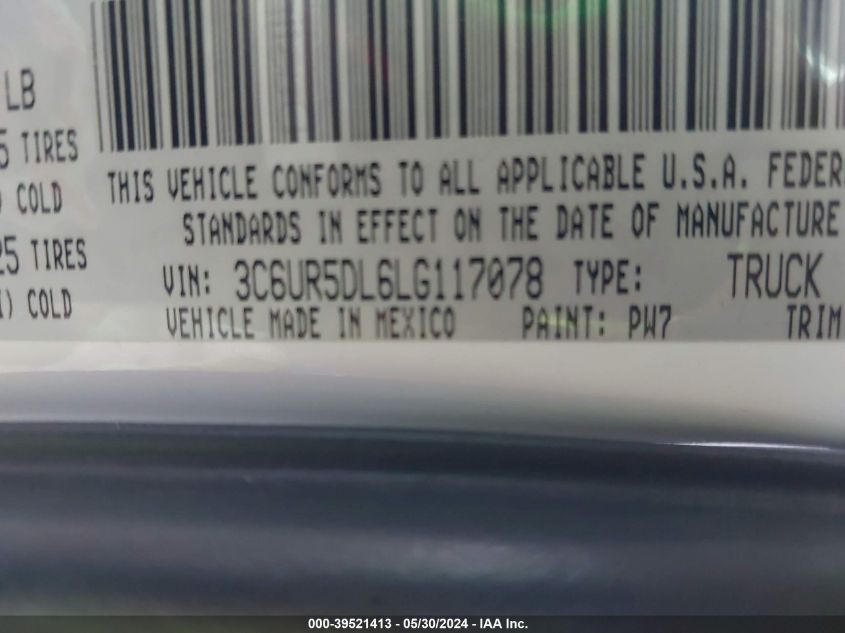 LB
5 TIRES
COLD
25 TIRES
) COLD
THIS VEHICLE CONFORMS TO ALL APPLICABLE U.S.A. FEDER
STANDARDS IN EFFECT ON THE DATE OF MANUFACTURE
VIN: 3C6UR5DL6LG117078 TYPE: TRUCK
VEHICLE MADE IN MEXICO PAINT: PW7 TRIM
000-39521413 - 05/30/2024 - IAA Inc.